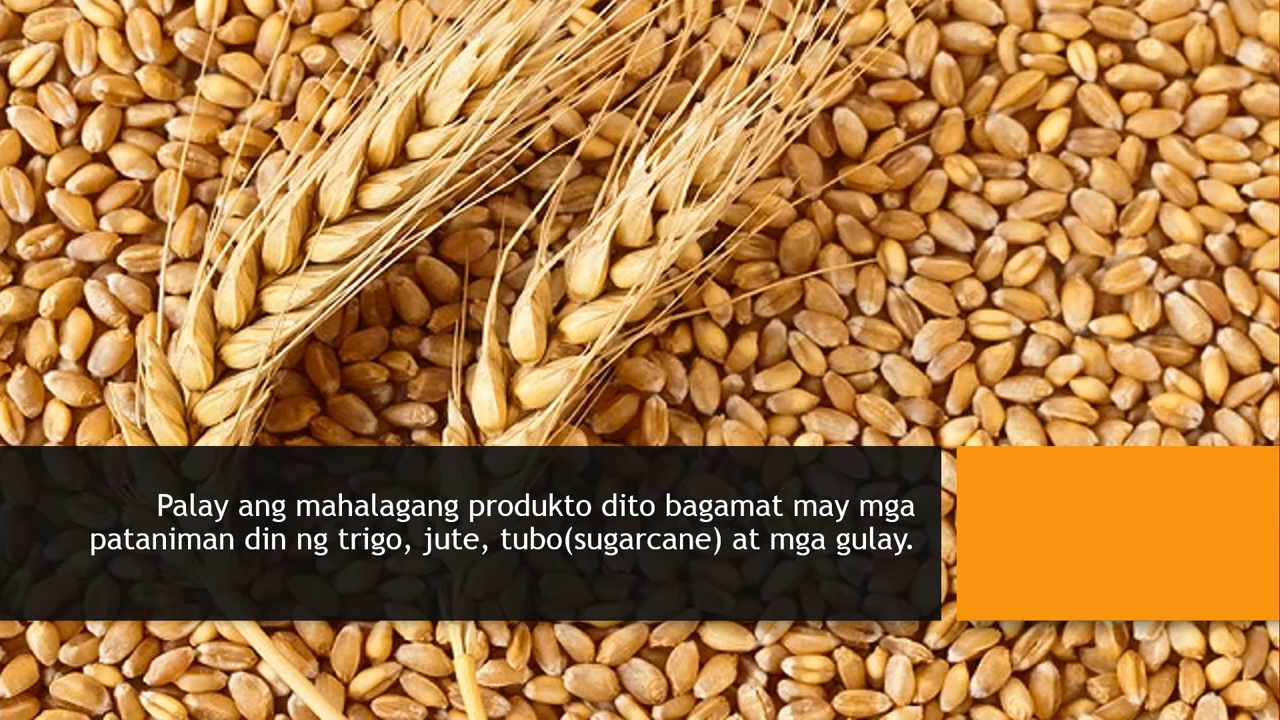 Palay ang mahalagang produkto dito bagamat may mga
pataniman din ng trigo, jute, tubo(sugarcane) at mga gulay.